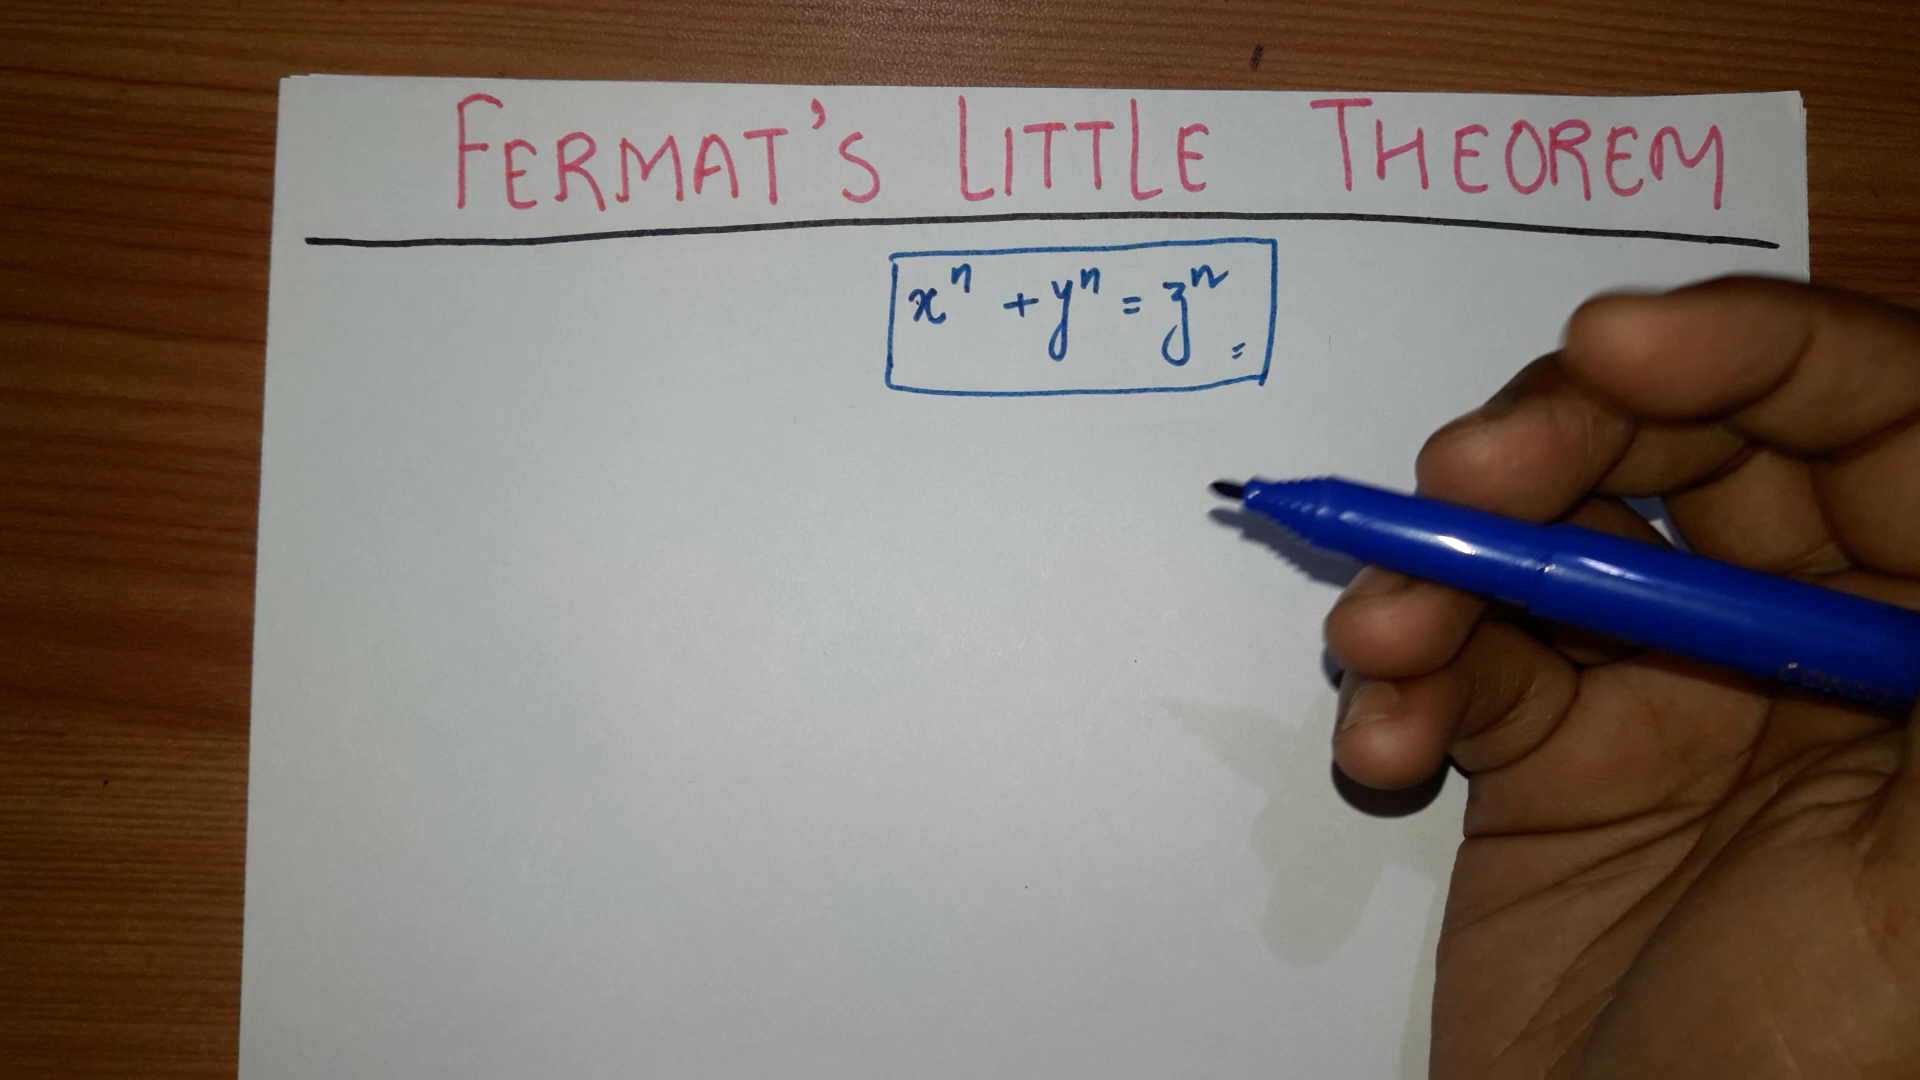 FERMAT'S LITTLE THEOREM
xⁿ + yⁿ = zⁿ